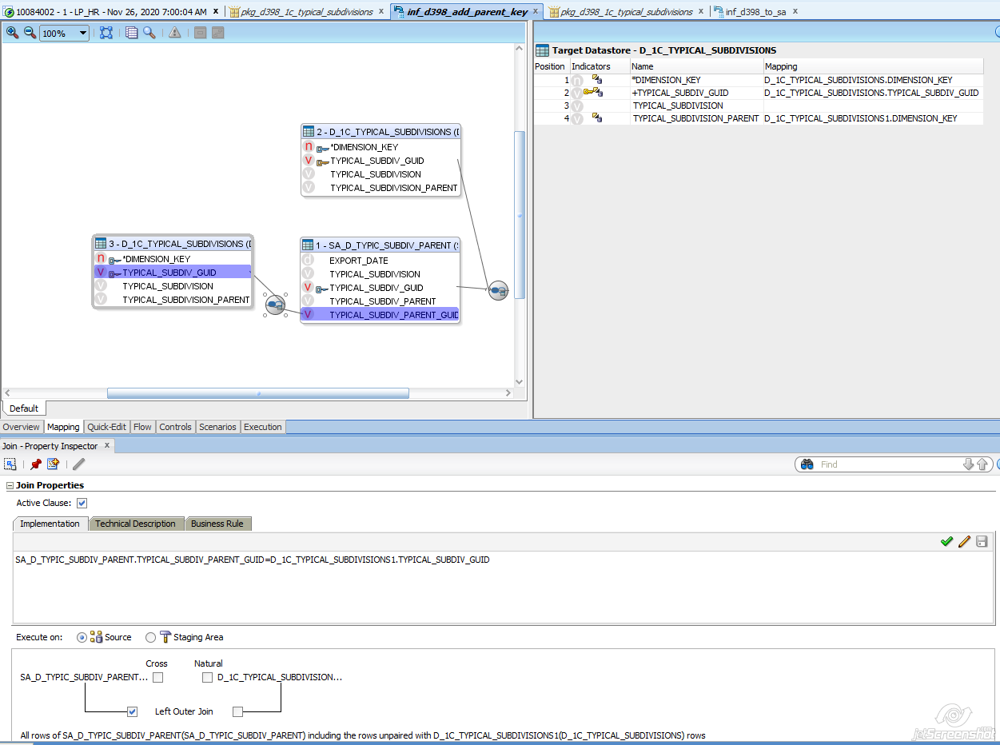 10084002 - 1 - LP_HR - Nov 26, 2020 7:00:04 AM x pkg_d398_1c_typical_subdivisions x inf_d398_add_parent_key x pkg_d398_1c_typical_subdivisions x inf_d398_to_sa x
100%
Target Datastore - D_1C_TYPICAL_SUBDIVISIONS
Position Indicators Name Mapping
1 n *DIMENSION_KEY D_1C_TYPICAL_SUBDIVISIONS.DIMENSION_KEY
2 V +TYPICAL_SUBDIV_GUID D_1C_TYPICAL_SUBDIVISIONS.TYPICAL_SUBDIV_GUID
3 V TYPICAL_SUBDIVISION
4 V TYPICAL_SUBDIVISION_PARENT D_1C_TYPICAL_SUBDIVISIONS1.DIMENSION_KEY
2 - D_1C_TYPICAL_SUBDIVISIONS (D
n *DIMENSION_KEY
V TYPICAL_SUBDIV_GUID
V TYPICAL_SUBDIVISION
V TYPICAL_SUBDIVISION_PARENT
3 - D_1C_TYPICAL_SUBDIVISIONS (D
n *DIMENSION_KEY
V TYPICAL_SUBDIV_GUID
V TYPICAL_SUBDIVISION
V TYPICAL_SUBDIVISION_PARENT
1 - SA_D_TYPIC_SUBDIV_PARENT (S
d EXPORT_DATE
V TYPICAL_SUBDIVISION
V TYPICAL_SUBDIV_GUID
V TYPICAL_SUBDIV_PARENT
V TYPICAL_SUBDIV_PARENT_GUID
Default
Overview Mapping Quick-Edit Flow Controls Scenarios Execution
Join - Property Inspector x
Find
Join Properties
Active Clause:
Implementation Technical Description Business Rule
SA_D_TYPIC_SUBDIV_PARENT.TYPICAL_SUBDIV_PARENT_GUID=D_1C_TYPICAL_SUBDIVISIONS1.TYPICAL_SUBDIV_GUID
Execute on: Source Staging Area
Cross Natural
SA_D_TYPIC_SUBDIV_PARENT... D_1C_TYPICAL_SUBDIVISION...
Left Outer Join
All rows of SA_D_TYPIC_SUBDIV_PARENT(SA_D_TYPIC_SUBDIV_PARENT) including the rows unpaired with D_1C_TYPICAL_SUBDIVISIONS1(D_1C_TYPICAL_SUBDIVISIONS) rows
jetScreenshot
.com